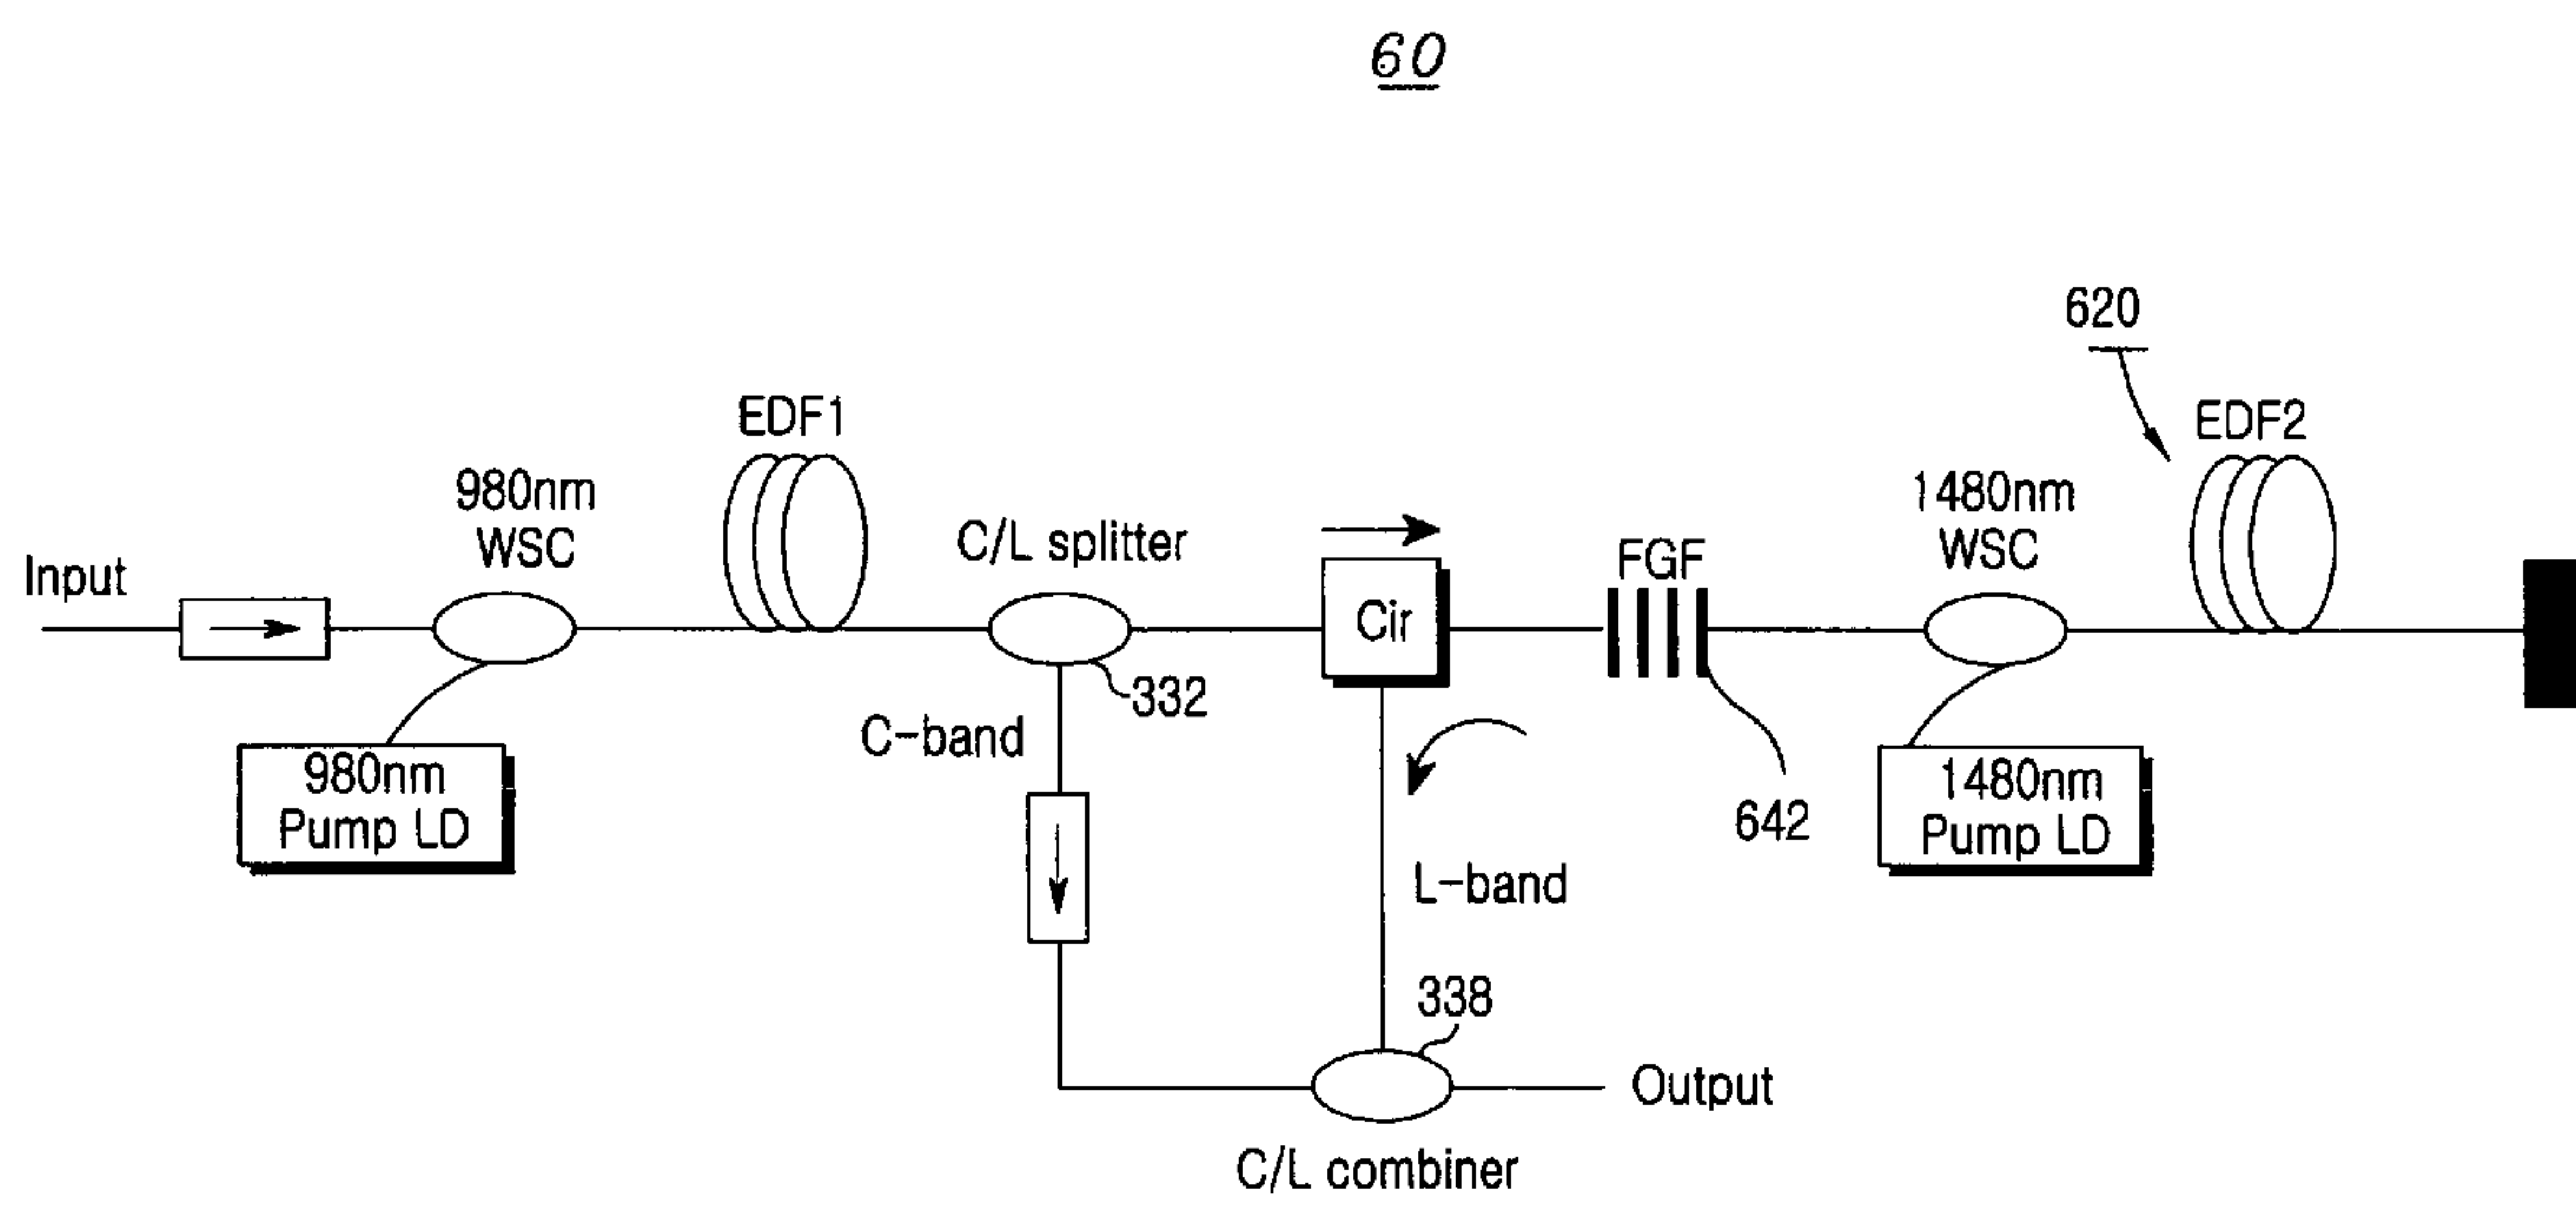 60
620
EDF1
EDF2
980nm
WSC
1480nm
WSC
C/L splitter
Input
FGF
Cir
332
C-band
980nm
Pump LD
1480nm
Pump LD
642
L-band
338
Output
C/L combiner